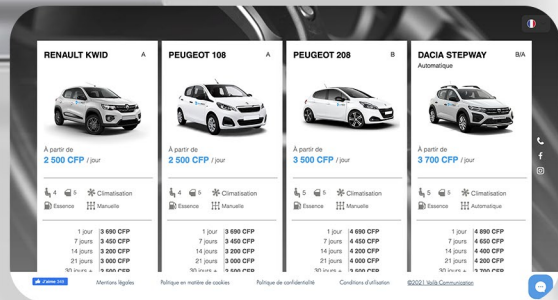 RENAULT KWID A
À partir de
2 500 CFP / jour
4 5 Climatisation
Essence Manuelle
1 jour 3 690 CFP
7 jours 3 450 CFP
14 jours 3 200 CFP
21 jours 3 000 CFP
PEUGEOT 108 A
À partir de
2 500 CFP / jour
4 5 Climatisation
Essence Manuelle
1 jour 3 690 CFP
7 jours 3 450 CFP
14 jours 3 200 CFP
21 jours 3 000 CFP
PEUGEOT 208 B
À partir de
3 500 CFP / jour
5 5 Climatisation
Essence Manuelle
1 jour 4 690 CFP
7 jours 4 450 CFP
14 jours 4 200 CFP
21 jours 4 000 CFP
DACIA STEPWAY B/A
Automatique
À partir de
3 700 CFP / jour
5 5 Climatisation
Essence Automatique
1 jour 4 890 CFP
7 jours 4 650 CFP
14 jours 4 400 CFP
21 jours 4 200 CFP
J'aime
Mentions légales
Politique en matière de cookies
Politique de confidentialité
Conditions d'utilisation
©2021 Voilà Communication